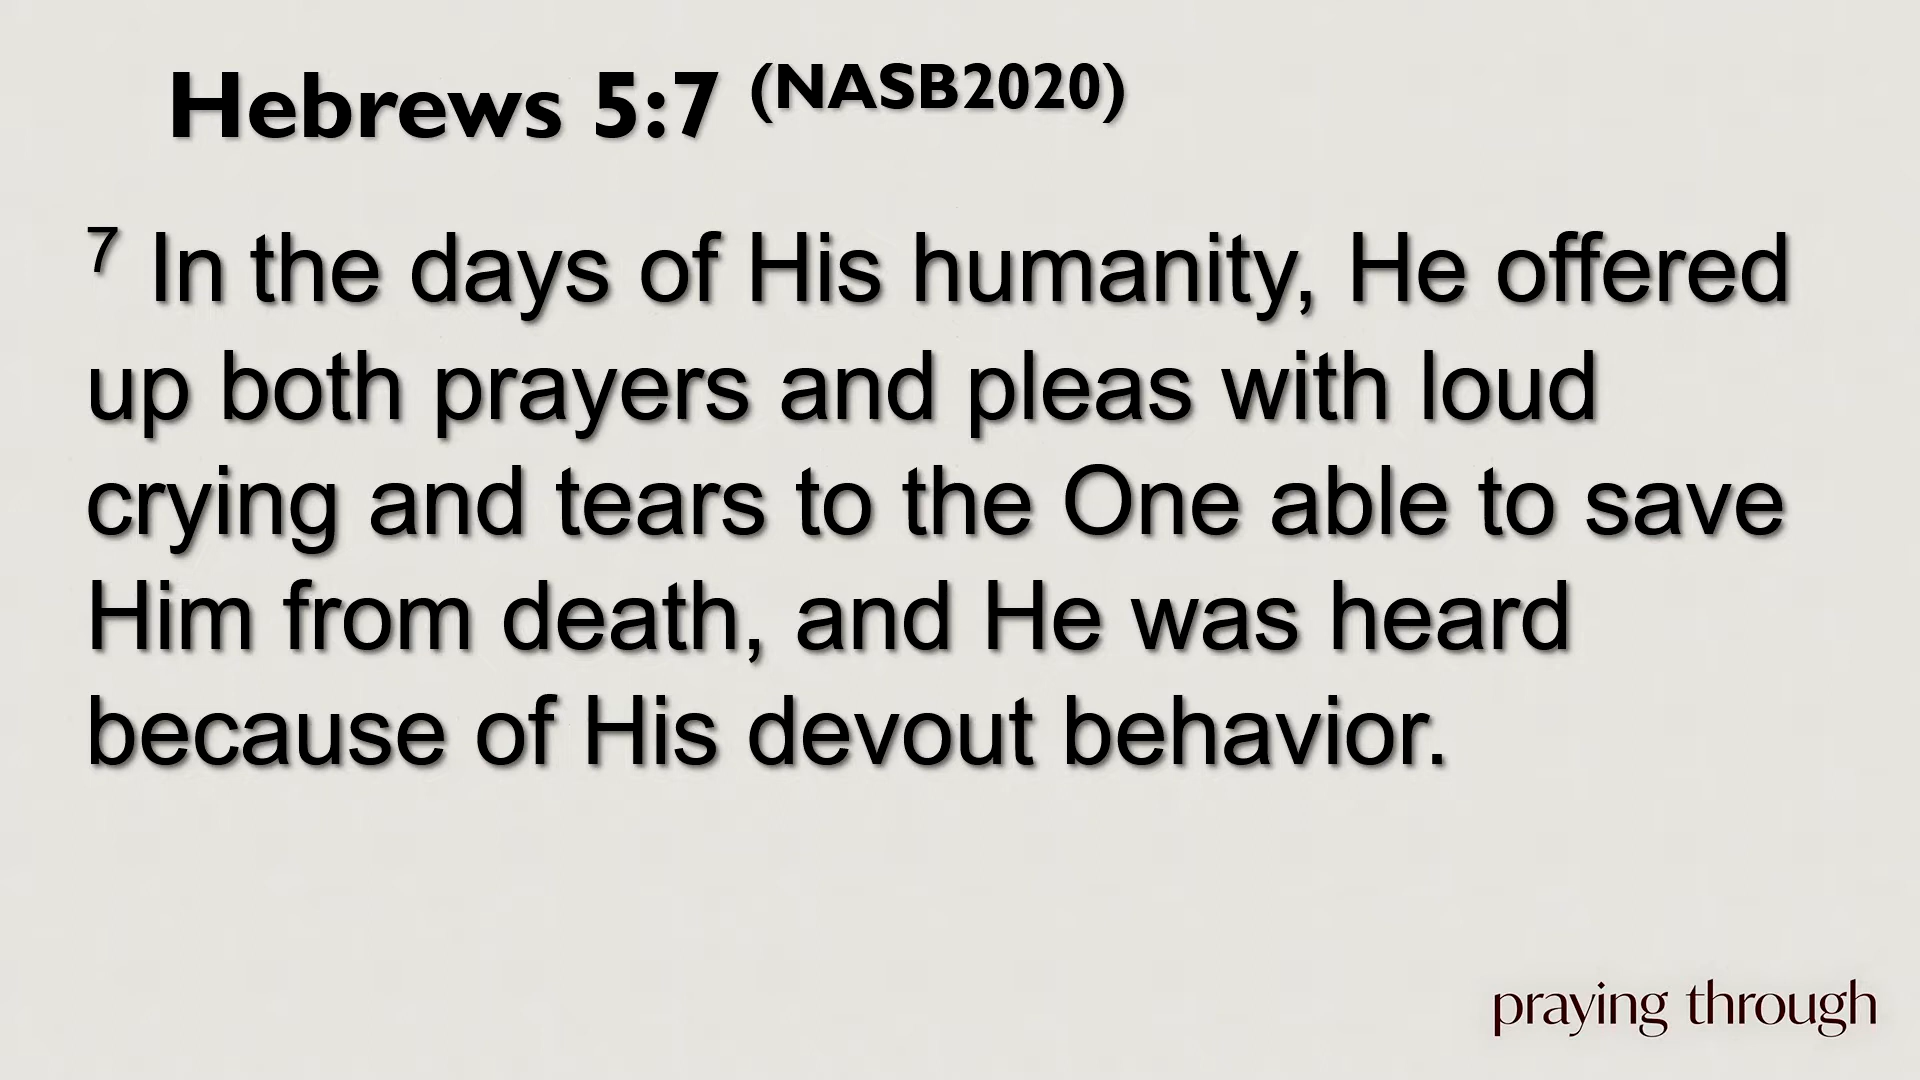 Hebrews 5:7 (NASB2020)
7 In the days of His humanity, He offered
up both prayers and pleas with loud
crying and tears to the One able to save
Him from death, and He was heard
because of His devout behavior.
praying through